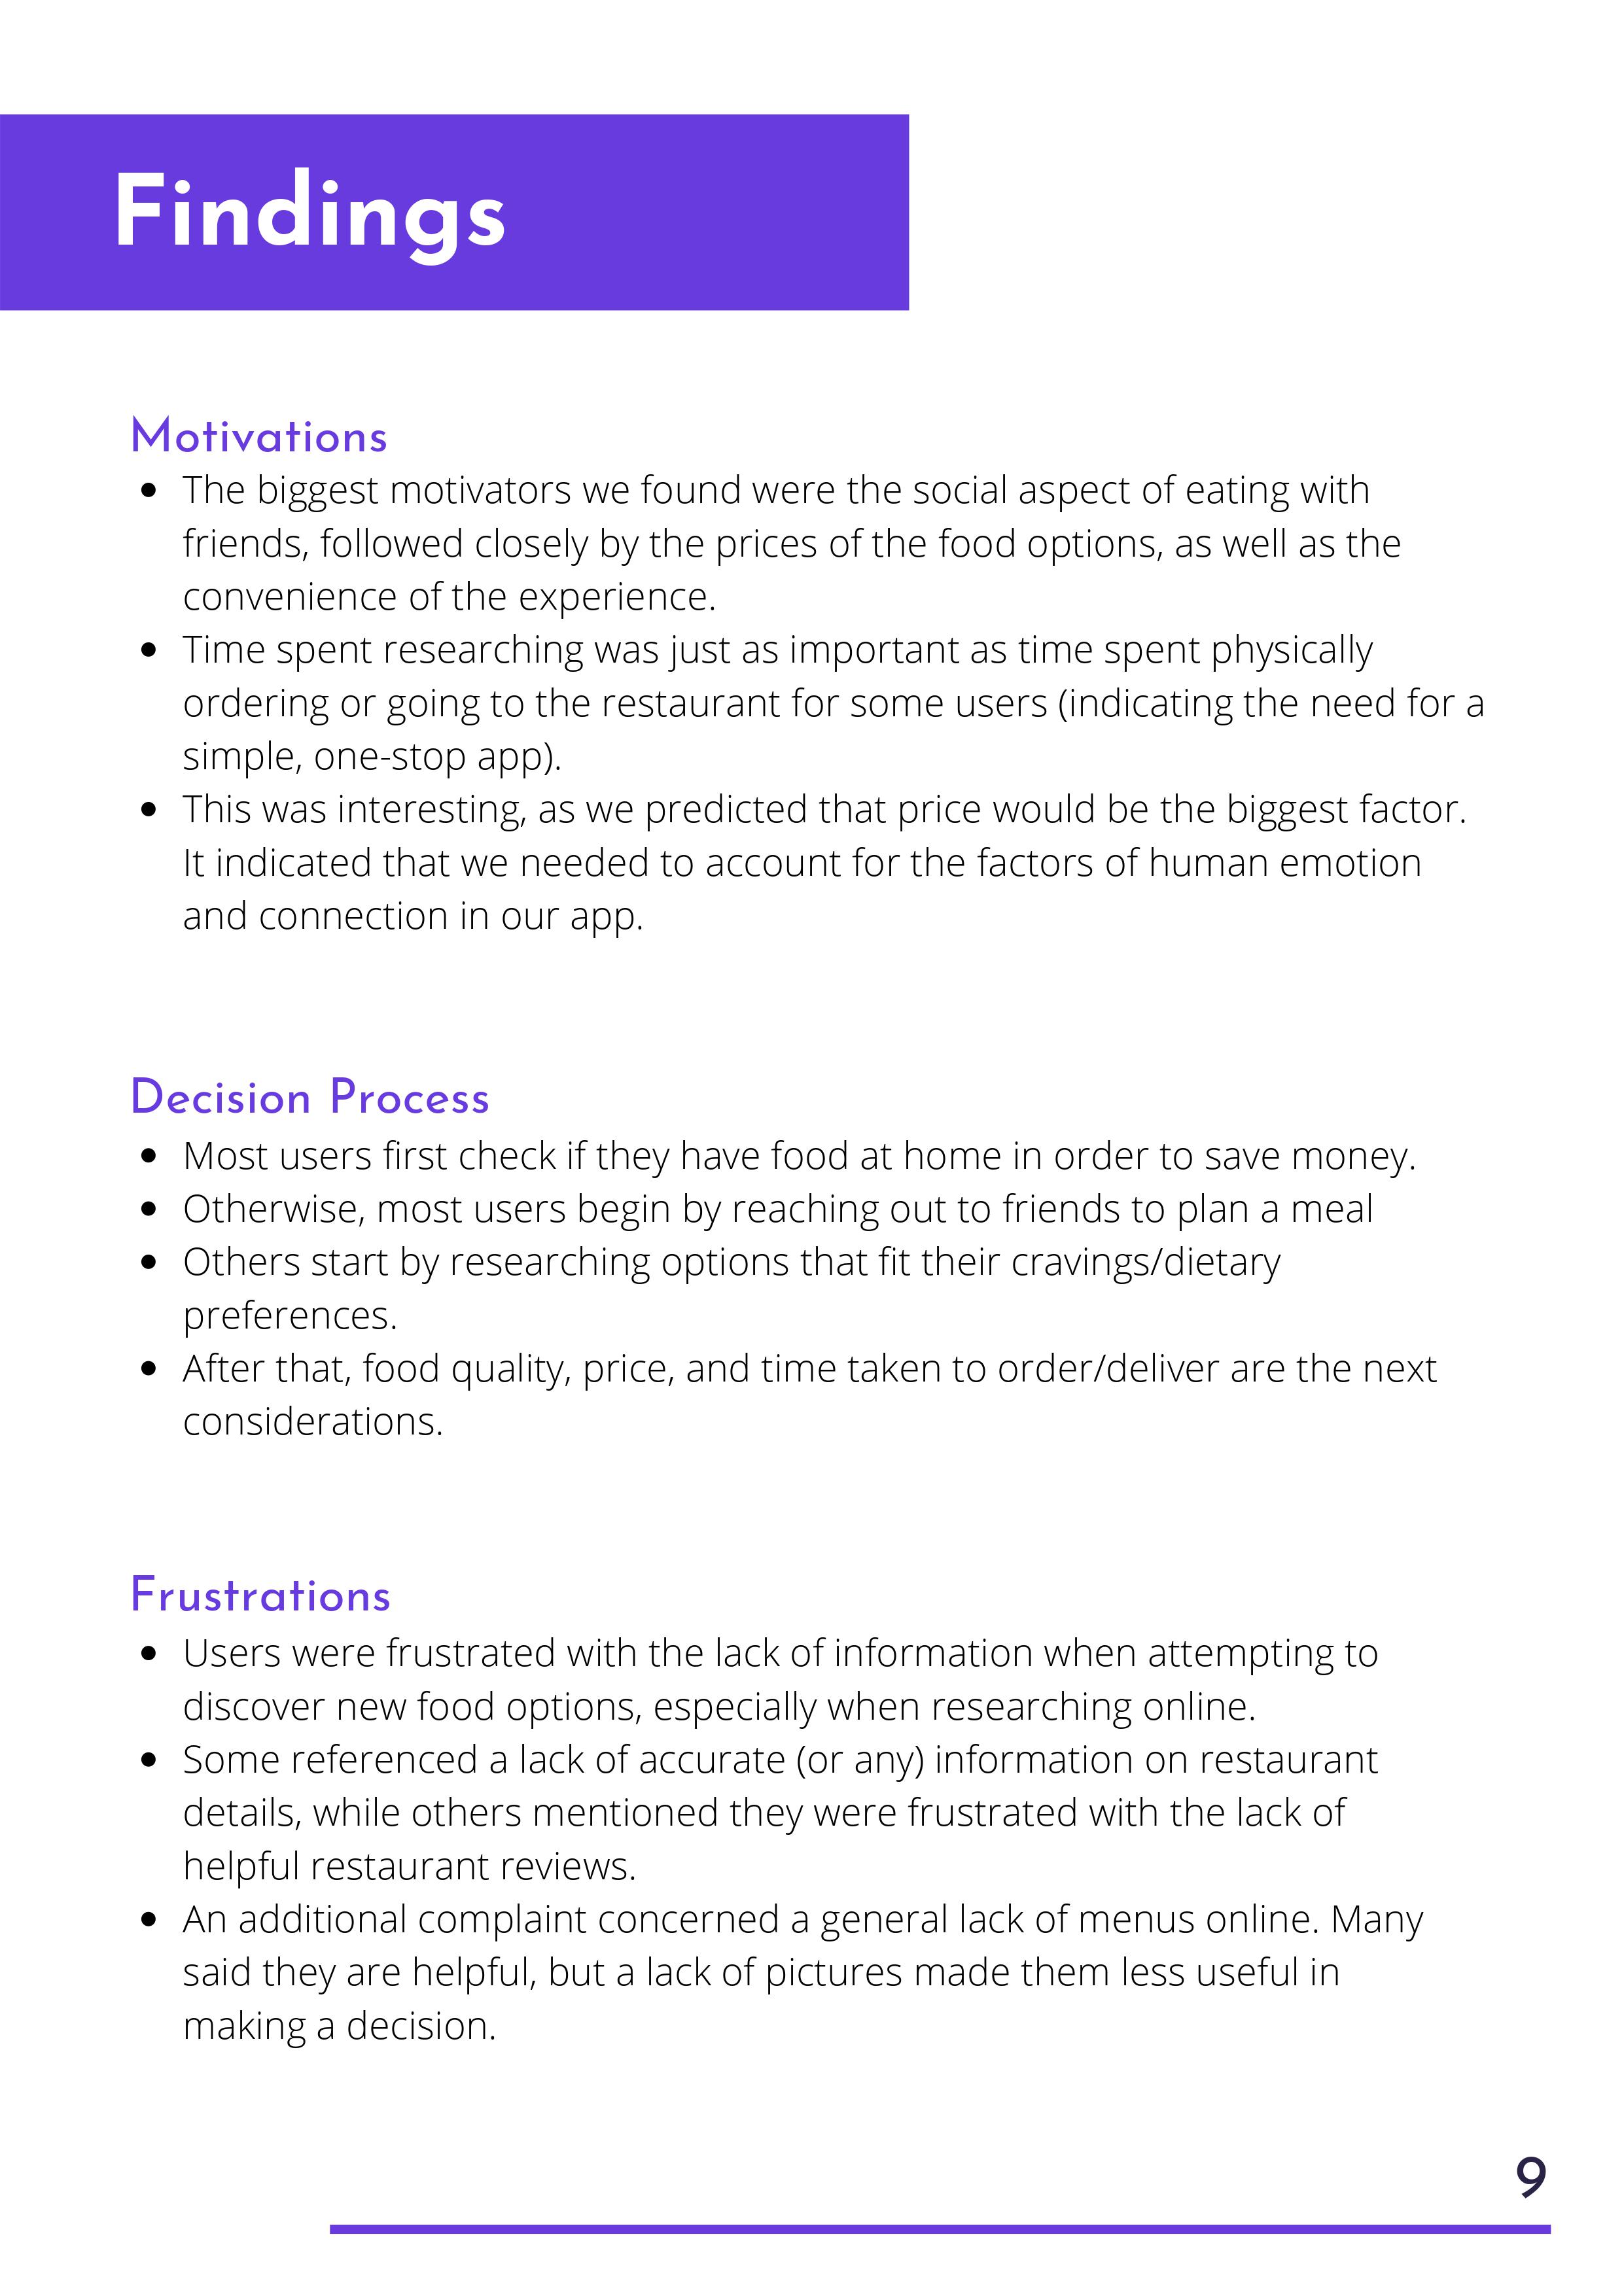 Findings
Motivations
• The biggest motivators we found were the social aspect of eating with
friends, followed closely by the prices of the food options, as well as the
convenience of the experience.
• Time spent researching was just as important as time spent physically
ordering or going to the restaurant for some users (indicating the need for a
simple, one-stop app).
• This was interesting, as we predicted that price would be the biggest factor.
It indicated that we needed to account for the factors of human emotion
and connection in our app.
Decision Process
• Most users first check if they have food at home in order to save money.
• Otherwise, most users begin by reaching out to friends to plan a meal
• Others start by researching options that fit their cravings/dietary
preferences.
• After that, food quality, price, and time taken to order/deliver are the next
considerations.
Frustrations
• Users were frustrated with the lack of information when attempting to
discover new food options, especially when researching online.
• Some referenced a lack of accurate (or any) information on restaurant
details, while others mentioned they were frustrated with the lack of
helpful restaurant reviews.
• An additional complaint concerned a general lack of menus online. Many
said they are helpful, but a lack of pictures made them less useful in
making a decision.
9